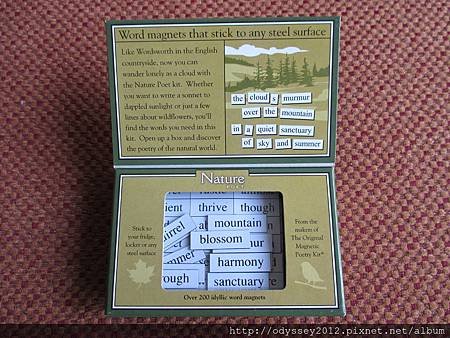 Word magnets that stick to any steel surface
Like Wordsworth in the English
countryside, now you can
wander lonely as a cloud with
the Nature Poet kit. Whether
you want to write a sonnet to
dappled sunlight or just a few
lines about wildflowers, you'll
find the words you need in this
kit. Open up a box and discover
the poetry of the natural world.
the cloud s murmur
over the mountain
in a quiet sanctuary
of sky and summer
Nature
POET
Stick to
your fridge,
locker or any
steel surface
thrive though
mountain
blossom
harmony
sanctuary
From the
makers of
The Original
Magnetic
Poetry Kit®
Over 200 idyllic word magnets
http://odyssey2012.pixnet.net/album